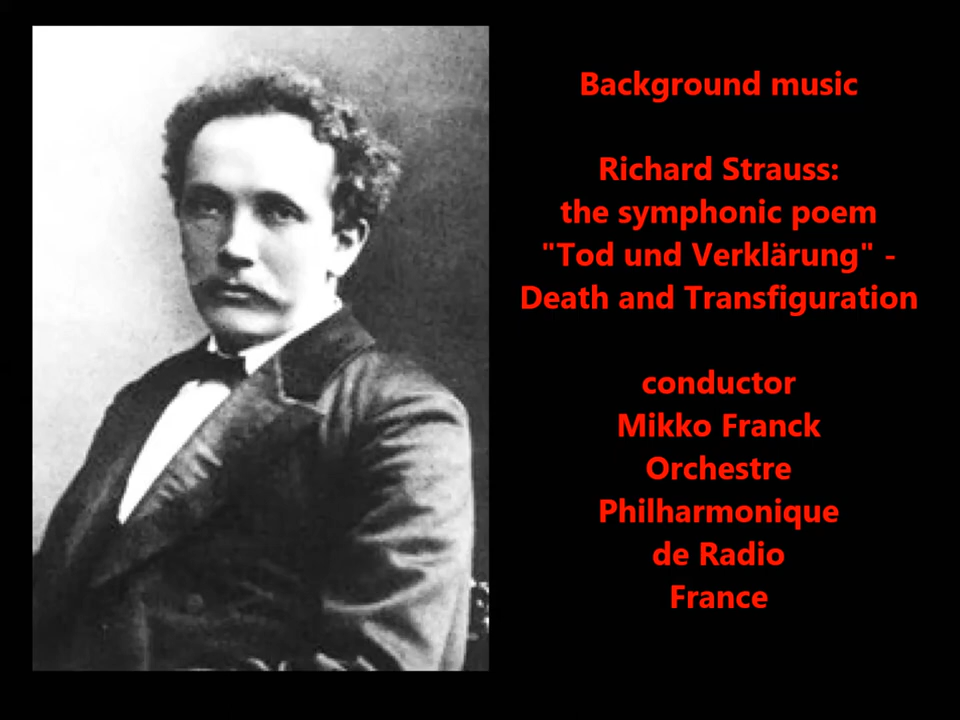 Background music
Richard Strauss:
the symphonic poem
"Tod und Verklärung" -
Death and Transfiguration
conductor
Mikko Franck
Orchestre
Philharmonique
de Radio
France